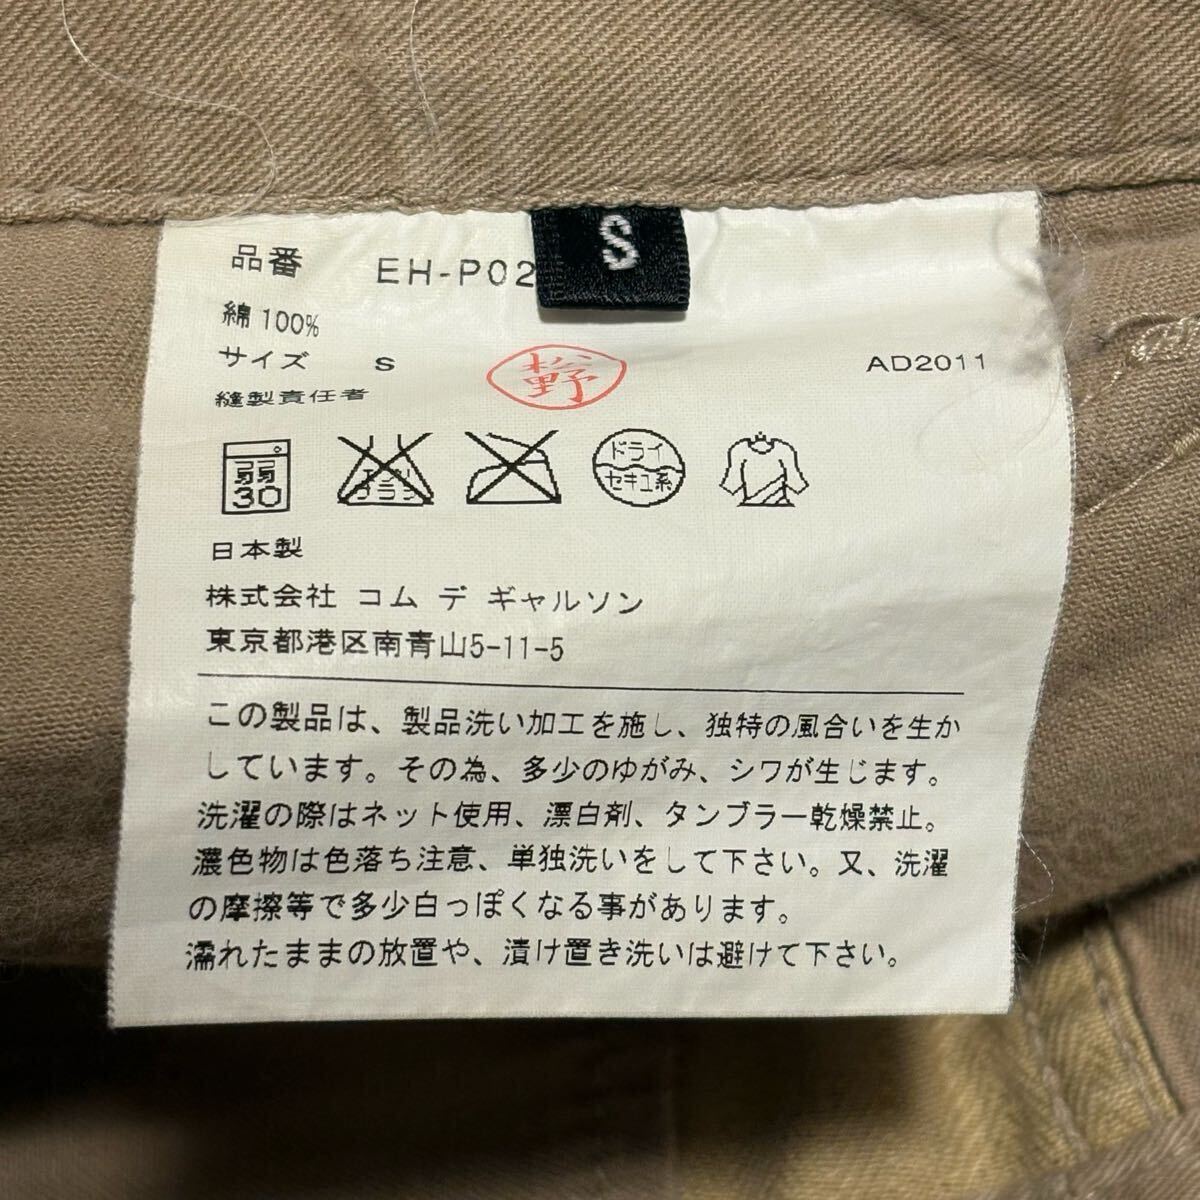 S
品番 EH-P02
綿 100%
サイズ S
松野
AD2011
縫製責任者
弱
30
エンソ
サラシ
ドライ
セキユ系
日本製
株式会社 コム デ ギャルソン
東京都港区南青山5-11-5
この製品は、製品洗い加工を施し、独特の風合いを生か
しています。その為、多少のゆがみ、シワが生じます。
洗濯の際はネット使用、漂白剤、タンブラー乾燥禁止。
濃色物は色落ち注意、単独洗いをして下さい。又、洗濯
の摩擦等で多少白っぽくなる事があります。
濡れたままの放置や、漬け置き洗いは避けて下さい。